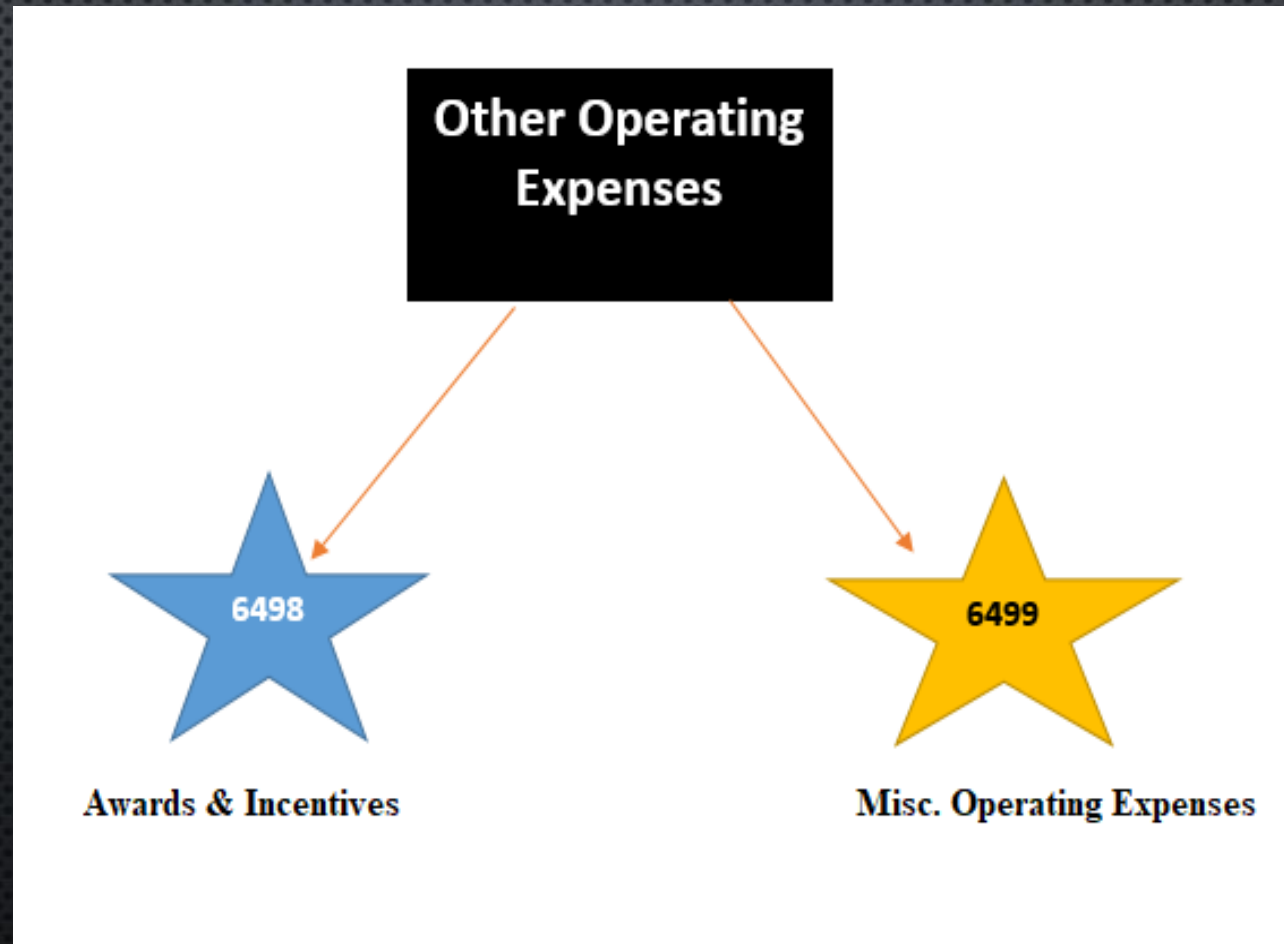 Other Operating
Expenses
6498
6499
Awards & Incentives
Misc. Operating Expenses